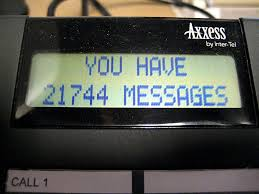 Axxess
by Inter-Tel
YOU HAVE
21744 MESSAGES
CALL 1